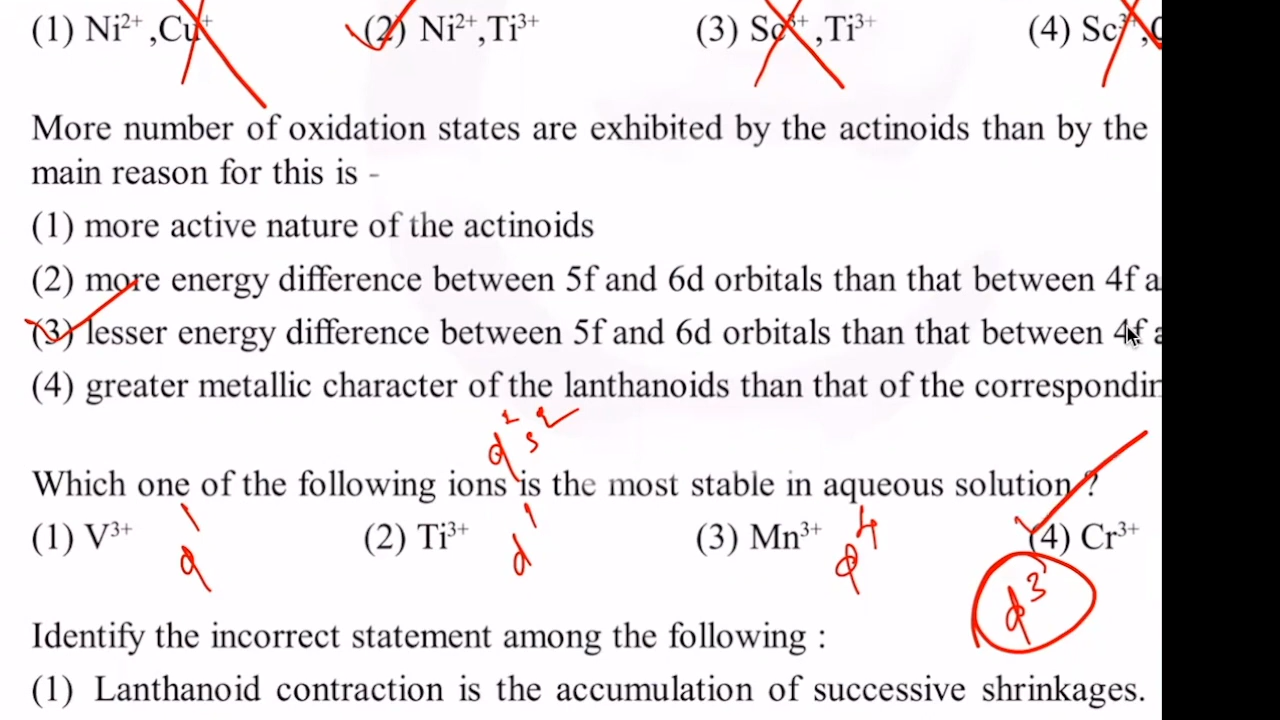 (1) Ni²⁺ ,Cu⁺ (2) Ni²⁺,Ti³⁺ (3) Sc³⁺ ,Ti³⁺ (4) Sc³⁺,C
More number of oxidation states are exhibited by the actinoids than by the
main reason for this is -
(1) more active nature of the actinoids
(2) more energy difference between 5f and 6d orbitals than that between 4f a
(3) lesser energy difference between 5f and 6d orbitals than that between 4f a
(4) greater metallic character of the lanthanoids than that of the correspondin
d² s²
Which one of the following ions is the most stable in aqueous solution ?
(1) V³⁺ (2) Ti³⁺ (3) Mn³⁺ (4) Cr³⁺
d¹ d¹ d⁴ d³
Identify the incorrect statement among the following :
(1) Lanthanoid contraction is the accumulation of successive shrinkages.